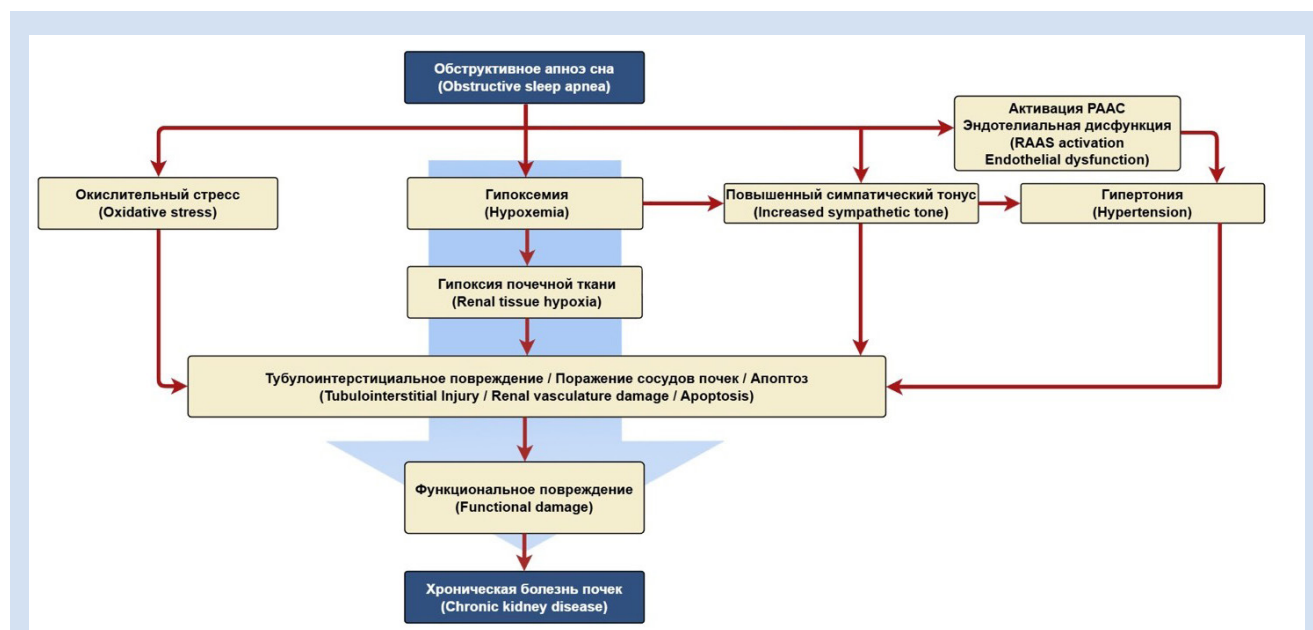 Обструктивное апноэ сна
(Obstructive sleep apnea)
Активация РААС
Эндотелиальная дисфункция
(RAAS activation
Endothelial dysfunction)
Окислительный стресс
(Oxidative stress)
Гипоксемия
(Hypoxemia)
Повышенный симпатический тонус
(Increased sympathetic tone)
Гипертония
(Hypertension)
Гипоксия почечной ткани
(Renal tissue hypoxia)
Тубулоинтерстициальное повреждение / Поражение сосудов почек / Апоптоз
(Tubulointerstitial Injury / Renal vasculature damage / Apoptosis)
Функциональное повреждение
(Functional damage)
Хроническая болезнь почек
(Chronic kidney disease)